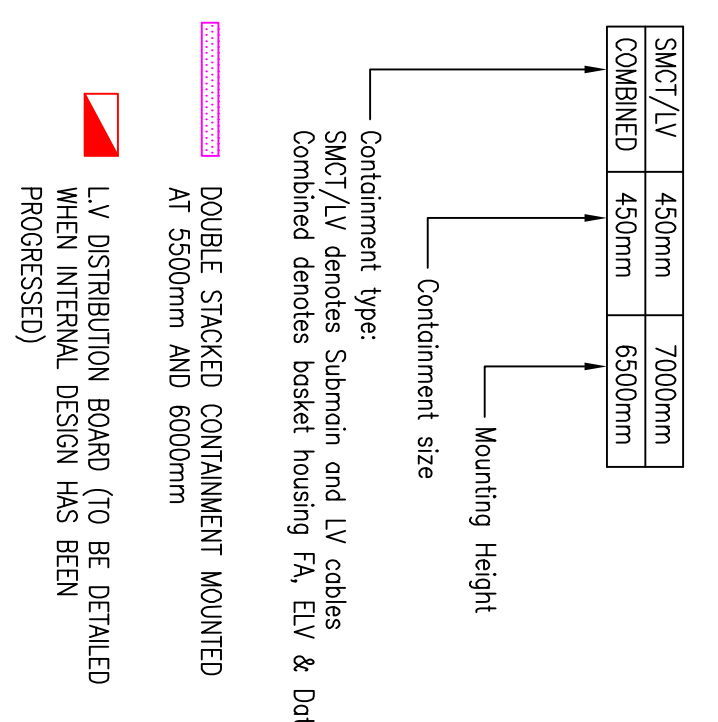 SMCT/LV 450mm 7000mm
COMBINED 450mm 6500mm
Mounting Height
Containment size
Containment type:
SMCT/LV denotes Submain and LV cables
Combined denotes basket housing FA, ELV &
DOUBLE STACKED CONTAINMENT MOUNTED
AT 5500mm AND 6000mm
L.V DISTRIBUTION BOARD (TO BE DETAILED
WHEN INTERNAL DESIGN HAS BEEN
PROGRESSED)